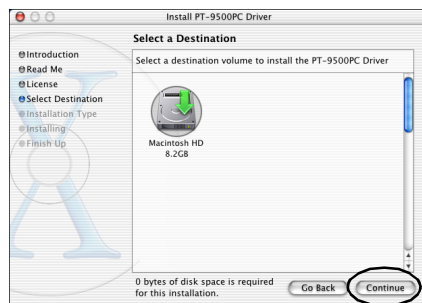 Install PT-9500PC Driver
Select a Destination
Introduction
Read Me
License
Select Destination
Installation Type
Installing
Finish Up
Select a destination volume to install the PT-9500PC Driver
Macintosh HD
8.2GB
0 bytes of disk space is required
for this installation.
Go Back
Continue